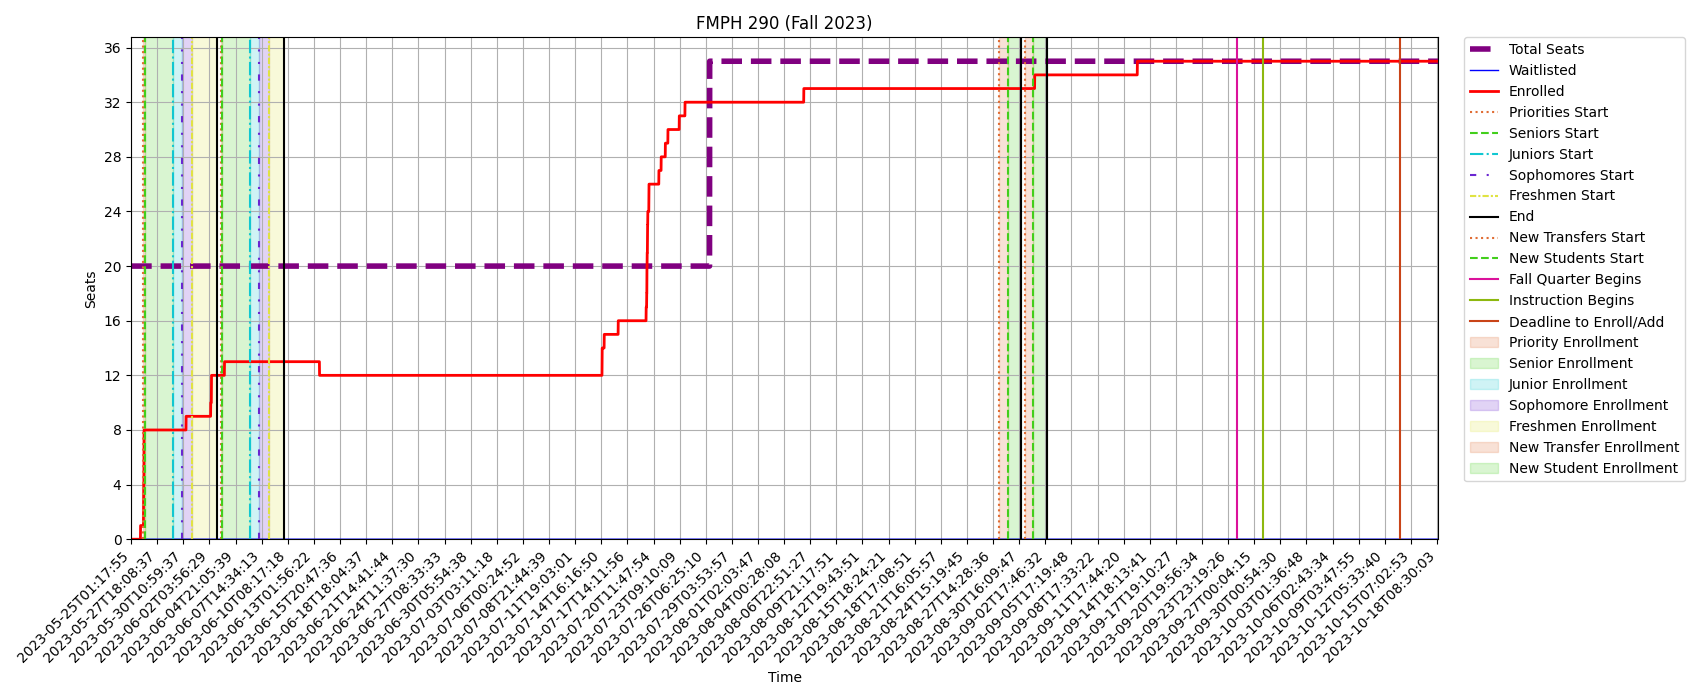 FMPH 290 (Fall 2023)
36
32
28
24
20
16
12
8
4
0
Seats
2023-05-25T01:17:55
2023-05-27T18:08:37
2023-05-30T10:59:37
2023-06-02T03:56:29
2023-06-04T21:05:39
2023-06-07T14:34:13
2023-06-10T08:17:18
2023-06-13T01:56:22
2023-06-15T20:47:36
2023-06-18T18:04:37
2023-06-21T14:41:44
2023-06-24T11:37:30
2023-06-27T08:33:33
2023-06-30T05:54:38
2023-07-03T03:11:18
2023-07-06T00:24:52
2023-07-08T21:44:39
2023-07-11T19:03:01
2023-07-14T16:16:50
2023-07-17T14:11:56
2023-07-20T11:47:54
2023-07-23T09:10:09
2023-07-26T06:25:10
2023-07-29T03:53:57
2023-08-01T02:03:47
2023-08-04T00:28:08
2023-08-06T22:51:27
2023-08-09T21:17:51
2023-08-12T19:43:51
2023-08-15T18:24:21
2023-08-18T17:08:51
2023-08-21T16:05:57
2023-08-24T15:19:45
2023-08-27T14:28:36
2023-08-30T16:09:47
2023-09-02T17:46:32
2023-09-05T17:19:48
2023-09-08T17:33:22
2023-09-11T17:44:20
2023-09-14T18:13:41
2023-09-17T19:10:27
2023-09-20T19:56:34
2023-09-23T23:19:26
2023-09-27T00:04:15
2023-09-30T00:54:30
2023-10-03T01:36:48
2023-10-06T02:43:34
2023-10-09T03:47:55
2023-10-12T05:33:40
2023-10-15T07:02:53
2023-10-18T08:30:03
Time
Total Seats
Waitlisted
Enrolled
Priorities Start
Seniors Start
Juniors Start
Sophomores Start
Freshmen Start
End
New Transfers Start
New Students Start
Fall Quarter Begins
Instruction Begins
Deadline to Enroll/Add
Priority Enrollment
Senior Enrollment
Junior Enrollment
Sophomore Enrollment
Freshmen Enrollment
New Transfer Enrollment
New Student Enrollment